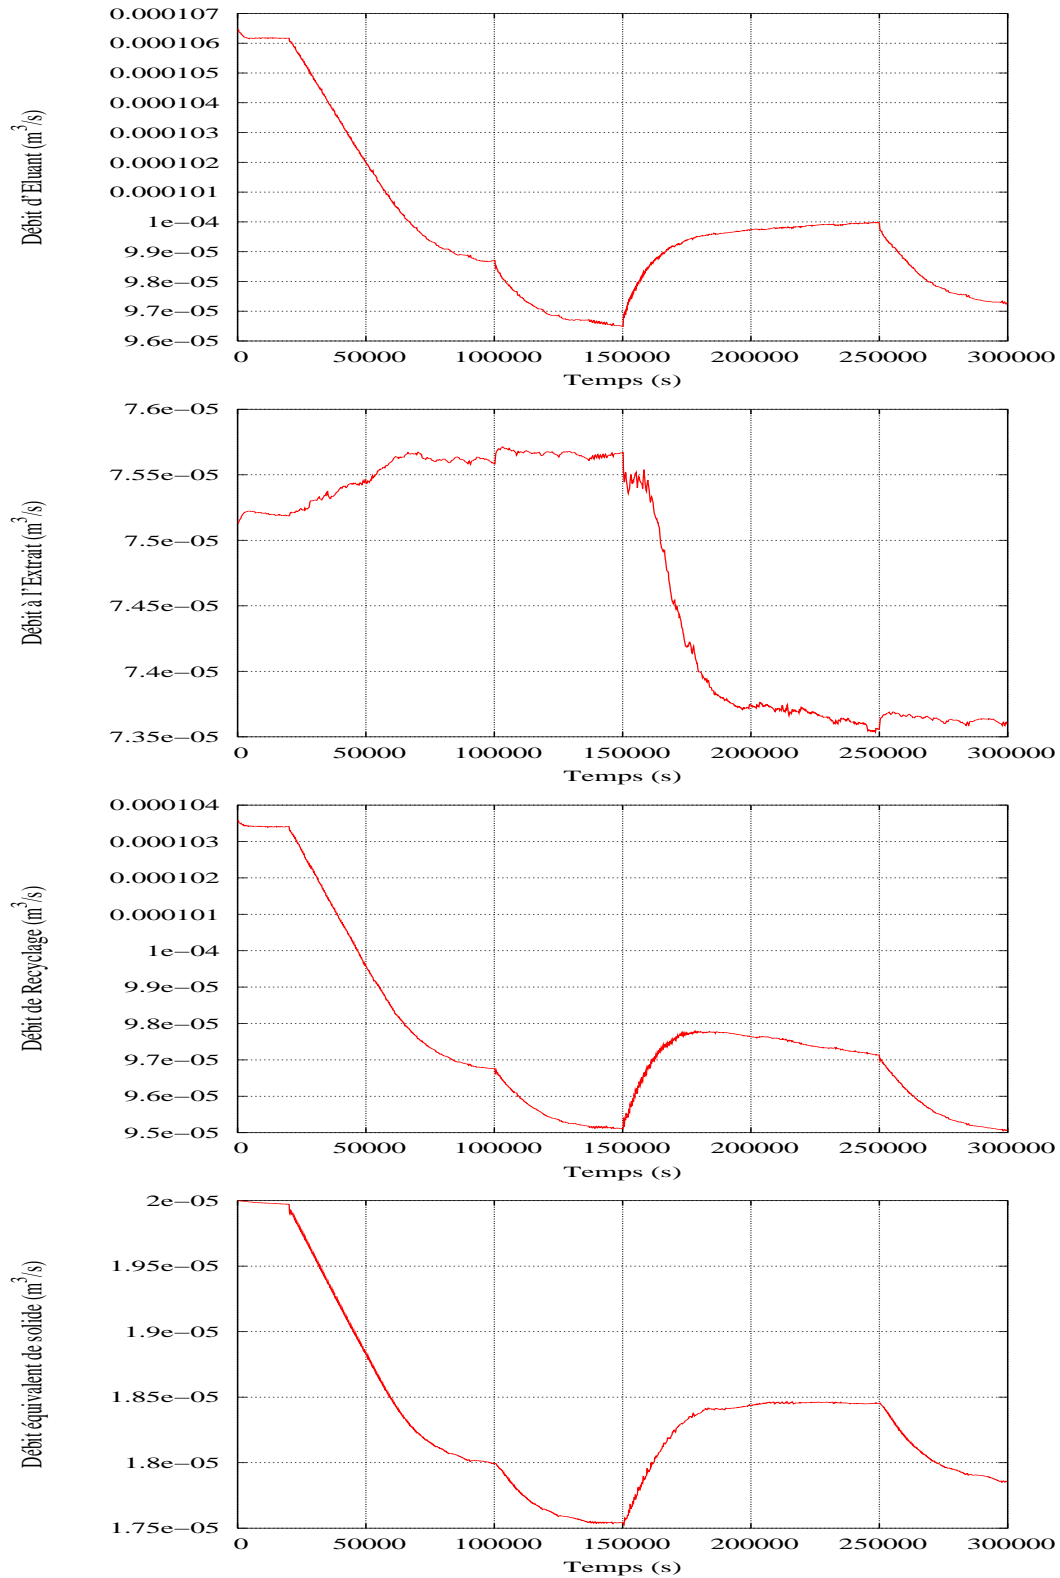 0.000107
0.000106
0.000105
0.000104
0.000103
0.000102
0.000101
1e−04
9.9e−05
9.8e−05
9.7e−05
9.6e−05
Débit d'Eluant (m³/s)
0 50000 100000 150000 200000 250000 300000
Temps (s)
7.6e−05
7.55e−05
7.5e−05
7.45e−05
7.4e−05
7.35e−05
Débit à l'Extrait (m³/s)
0 50000 100000 150000 200000 250000 300000
Temps (s)
0.000104
0.000103
0.000102
0.000101
1e−04
9.9e−05
9.8e−05
9.7e−05
9.6e−05
9.5e−05
Débit de Recyclage (m³/s)
0 50000 100000 150000 200000 250000 300000
Temps (s)
2e−05
1.95e−05
1.9e−05
1.85e−05
1.8e−05
1.75e−05
Débit équivalent de solide (m³/s)
0 50000 100000 150000 200000 250000 300000
Temps (s)